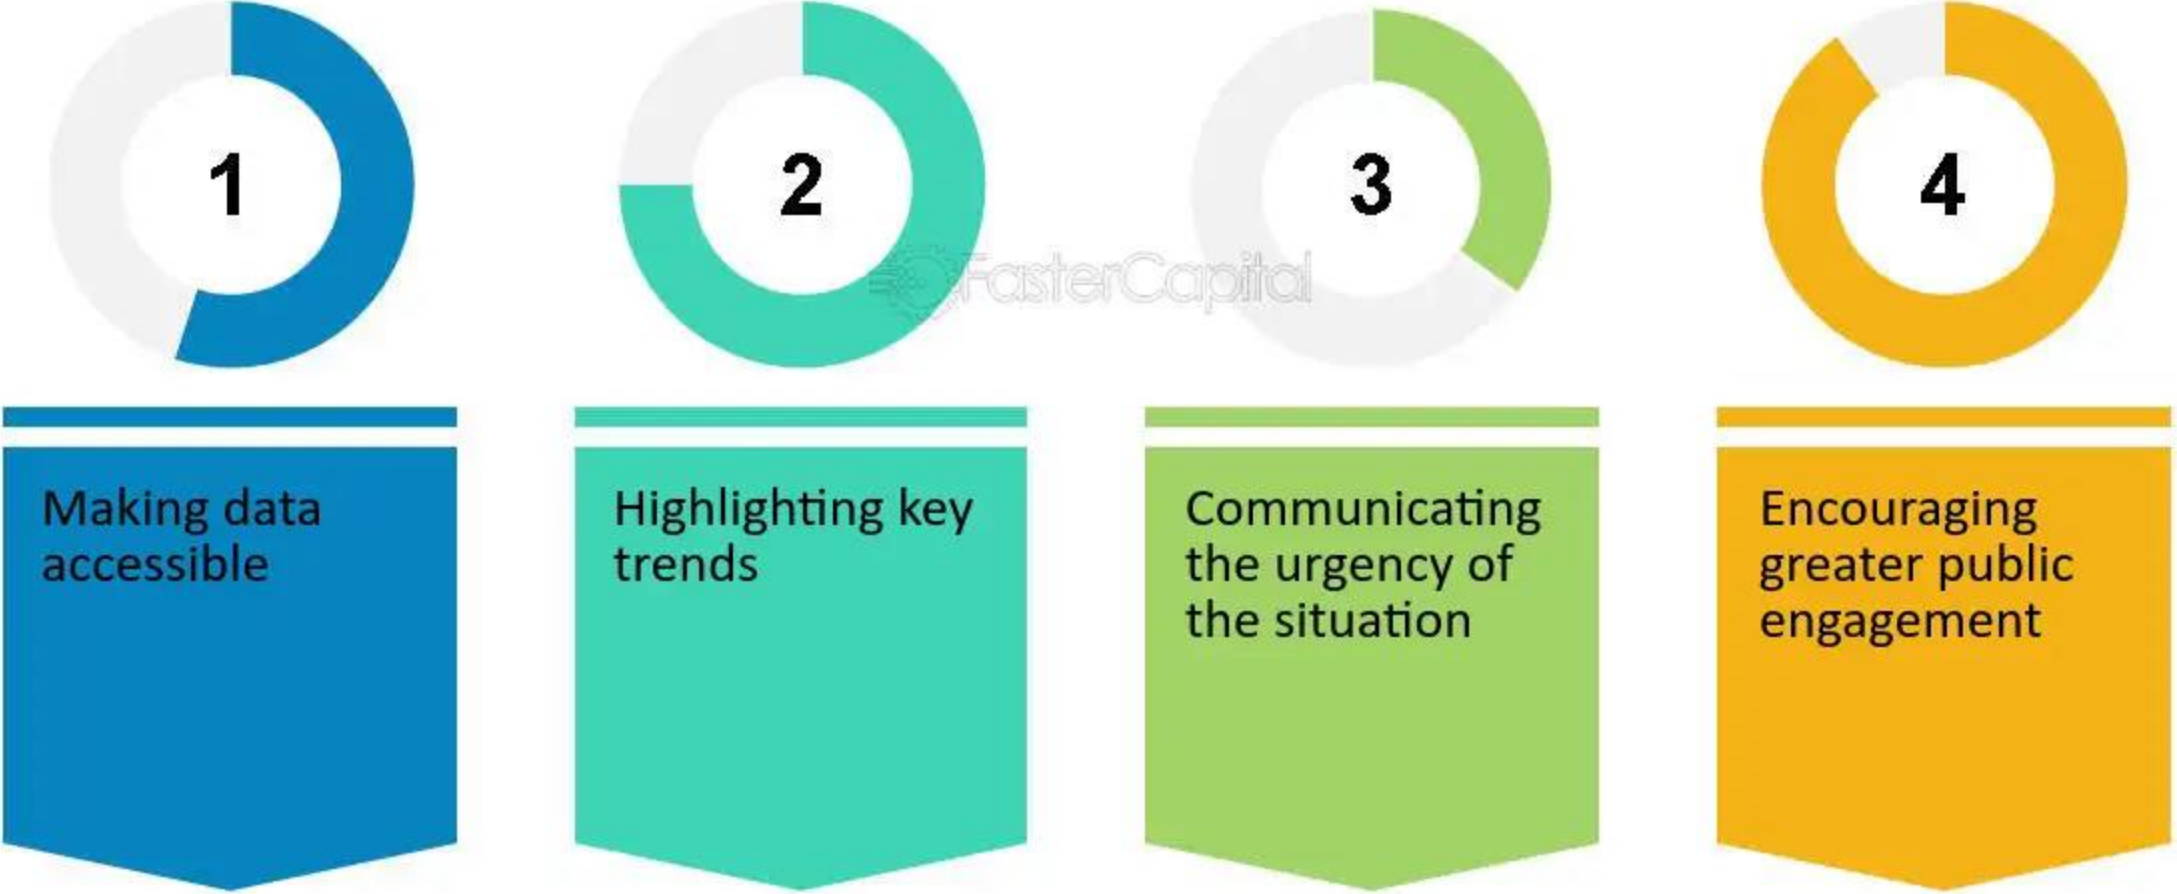 1
2
3
4
FasterCapital
Making data
accessible
Highlighting key
trends
Communicating
the urgency of
the situation
Encouraging
greater public
engagement